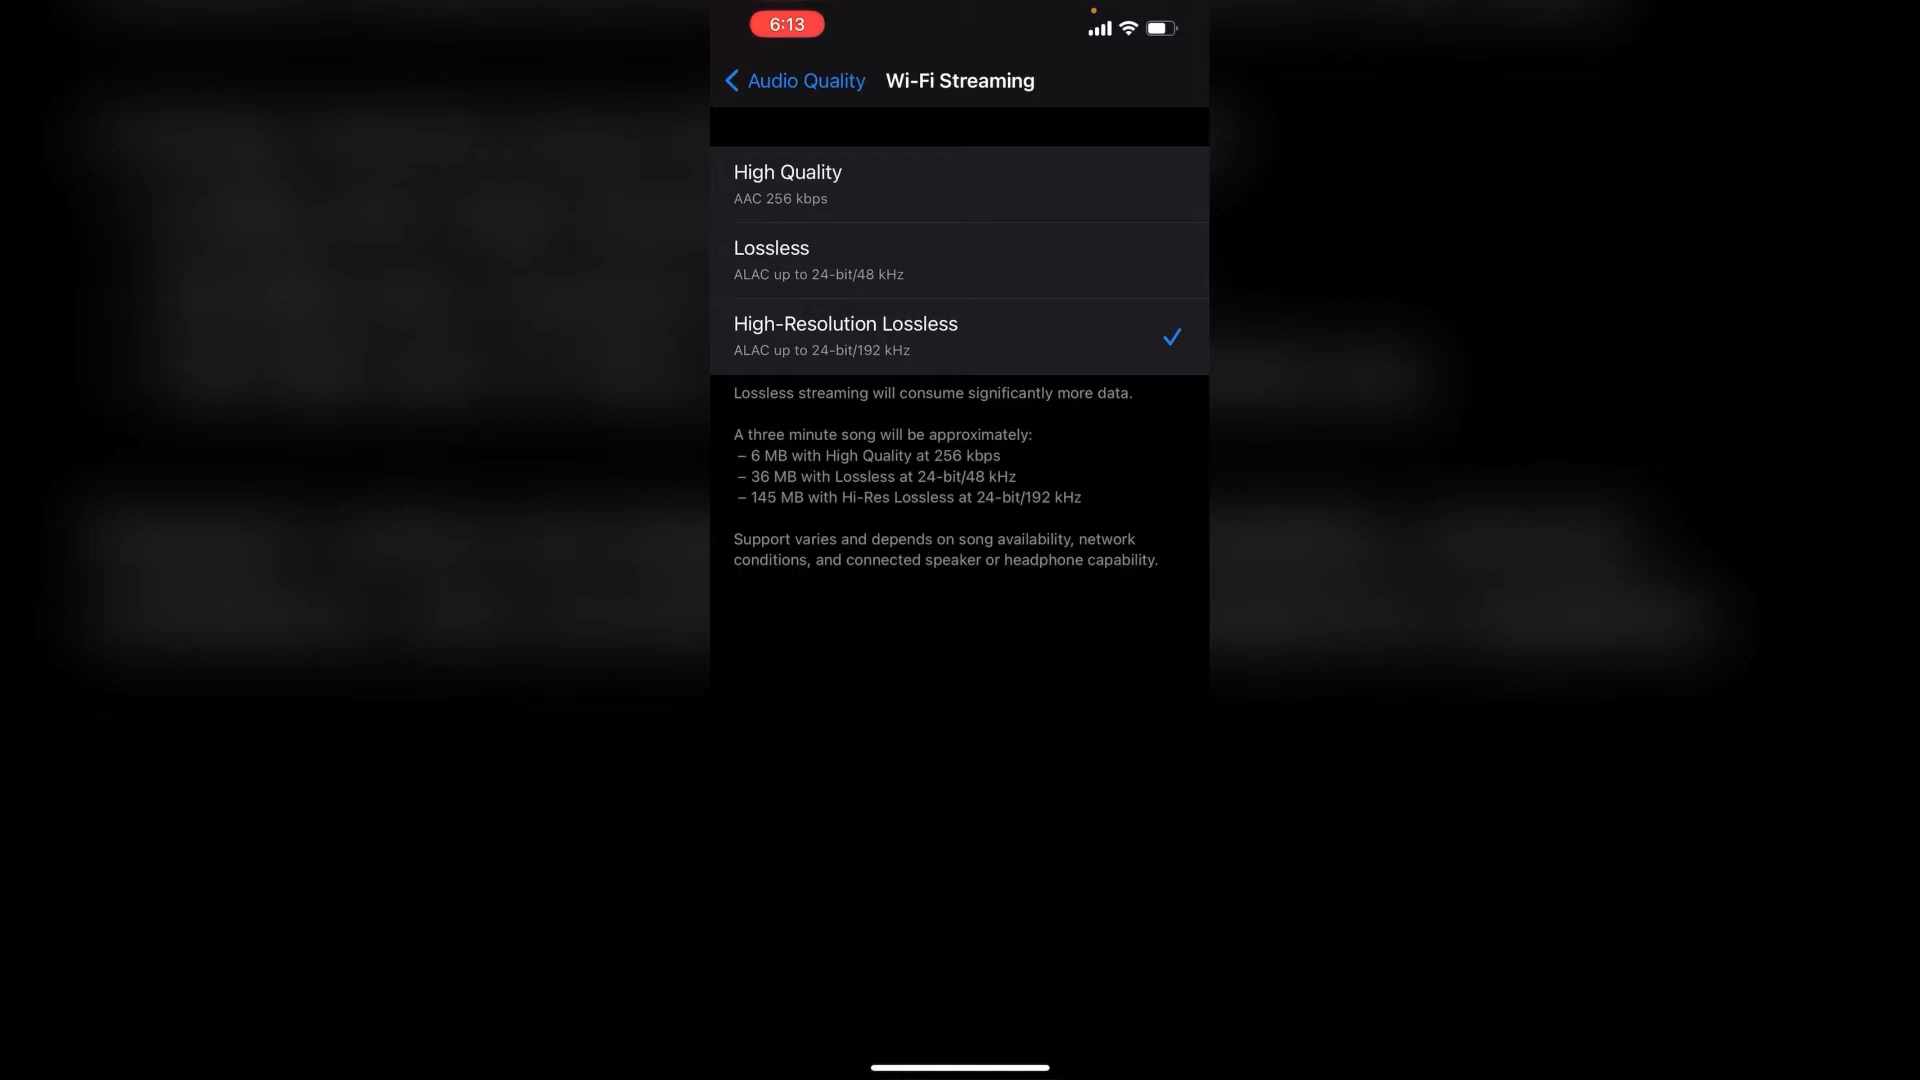 6:13
Audio Quality Wi-Fi Streaming
High Quality
AAC 256 kbps
Lossless
ALAC up to 24-bit/48 kHz
High-Resolution Lossless
ALAC up to 24-bit/192 kHz
Lossless streaming will consume significantly more data.
A three minute song will be approximately:
– 6 MB with High Quality at 256 kbps
– 36 MB with Lossless at 24-bit/48 kHz
– 145 MB with Hi-Res Lossless at 24-bit/192 kHz
Support varies and depends on song availability, network
conditions, and connected speaker or headphone capability.